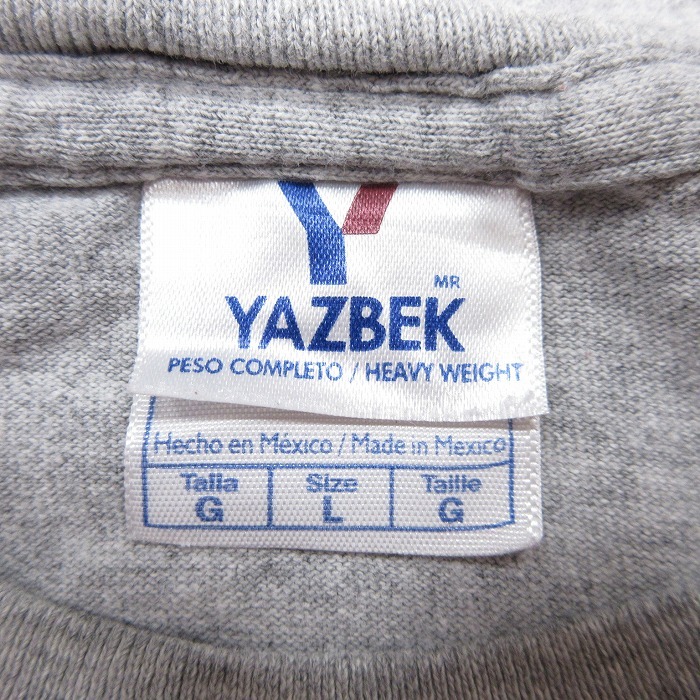 Y
MR
YAZBEK
PESO COMPLETO / HEAVY WEIGHT
Hecho en México / Made in Mexico
Talla Size Taille
G L G